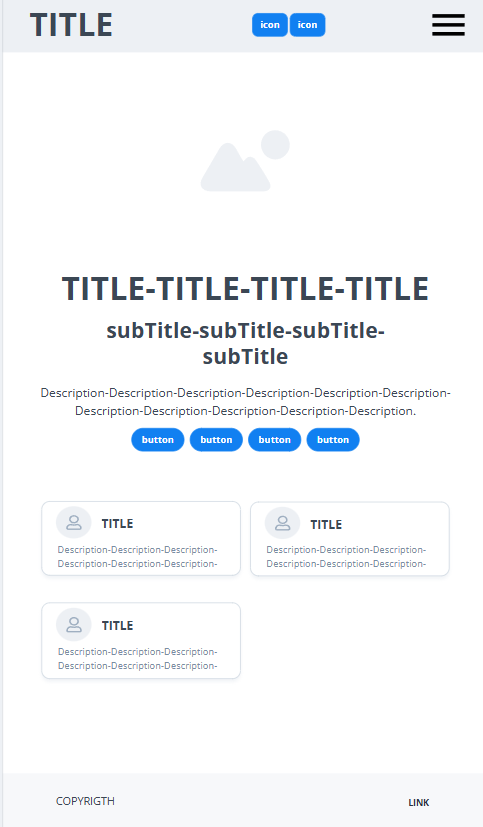 TITLE
icon icon
TITLE-TITLE-TITLE-TITLE
subTitle-subTitle-subTitle-
subTitle
Description-Description-Description-Description-Description-Description-
Description-Description-Description-Description-Description.
button button button button
TITLE
Description-Description-Description-
Description-Description-Description-
TITLE
Description-Description-Description-
Description-Description-Description-
TITLE
Description-Description-Description-
Description-Description-Description-
COPYRIGTH
LINK